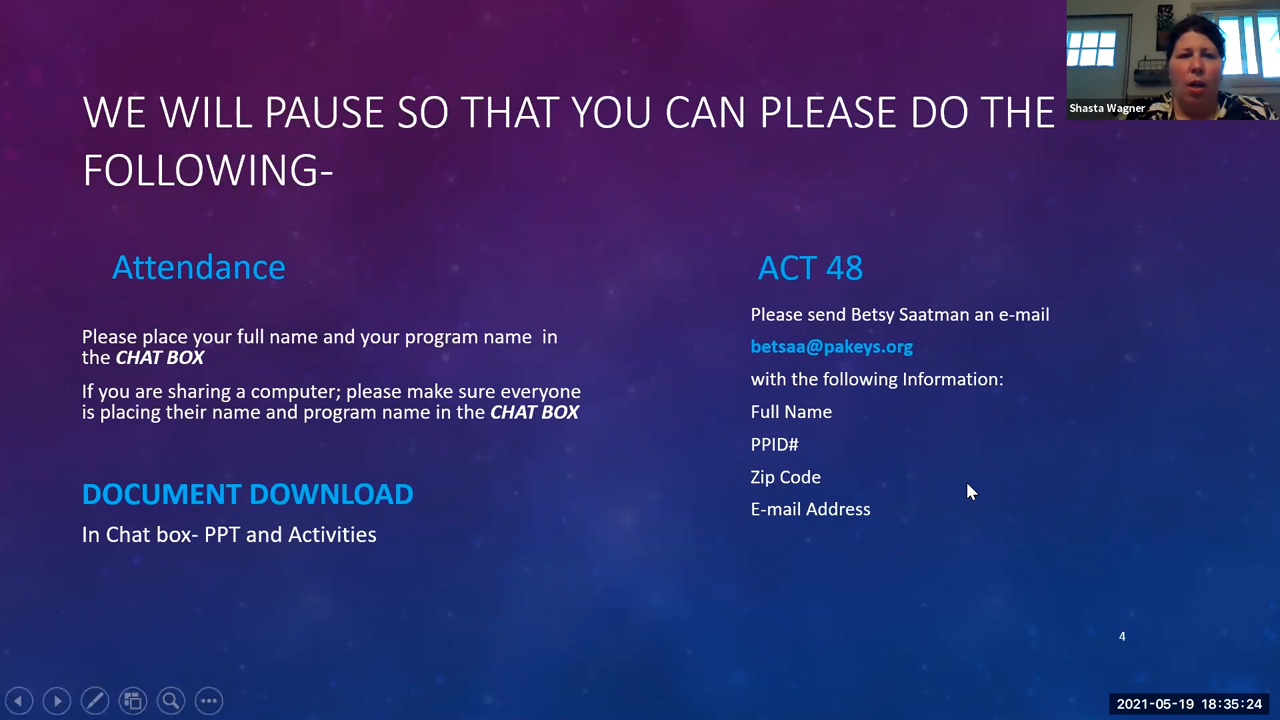 WE WILL PAUSE SO THAT YOU CAN PLEASE DO THE
FOLLOWING-
Shasta Wagner
Attendance
Please place your full name and your program name in
the CHAT BOX
If you are sharing a computer; please make sure everyone
is placing their name and program name in the CHAT BOX
DOCUMENT DOWNLOAD
In Chat box- PPT and Activities
ACT 48
Please send Betsy Saatman an e-mail
betsaa@pakeys.org
with the following Information:
Full Name
PPID#
Zip Code
E-mail Address
4
2021-05-19 18:35:24